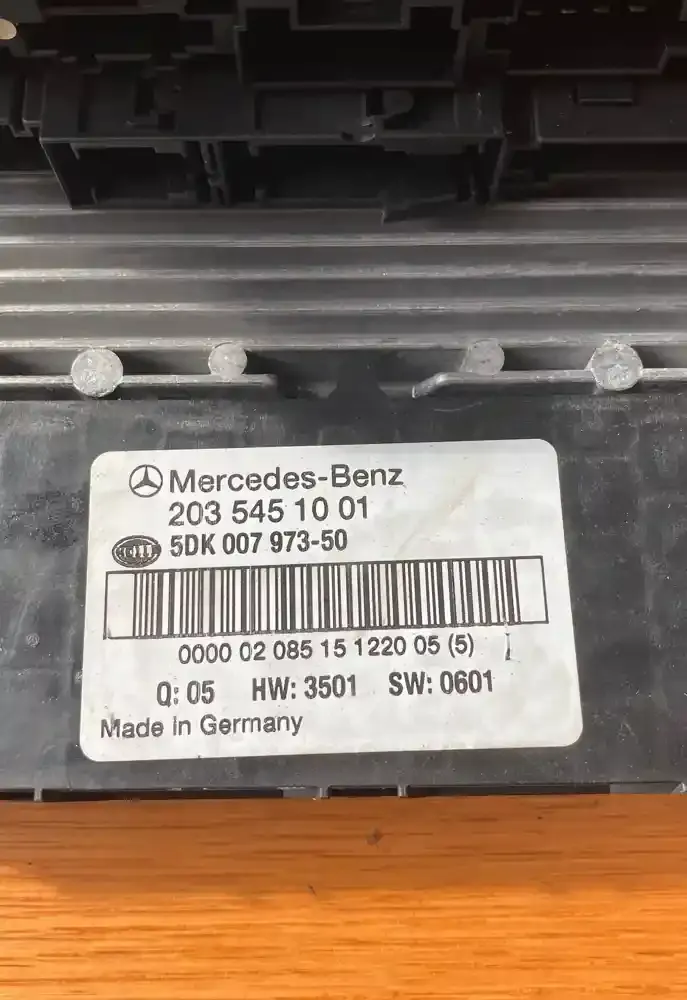 Mercedes-Benz
203 545 10 01
HELLA 5DK 007 973-50
0000 02 085 15 1220 05 (5)
Q: 05 HW: 3501 SW: 0601
Made in Germany